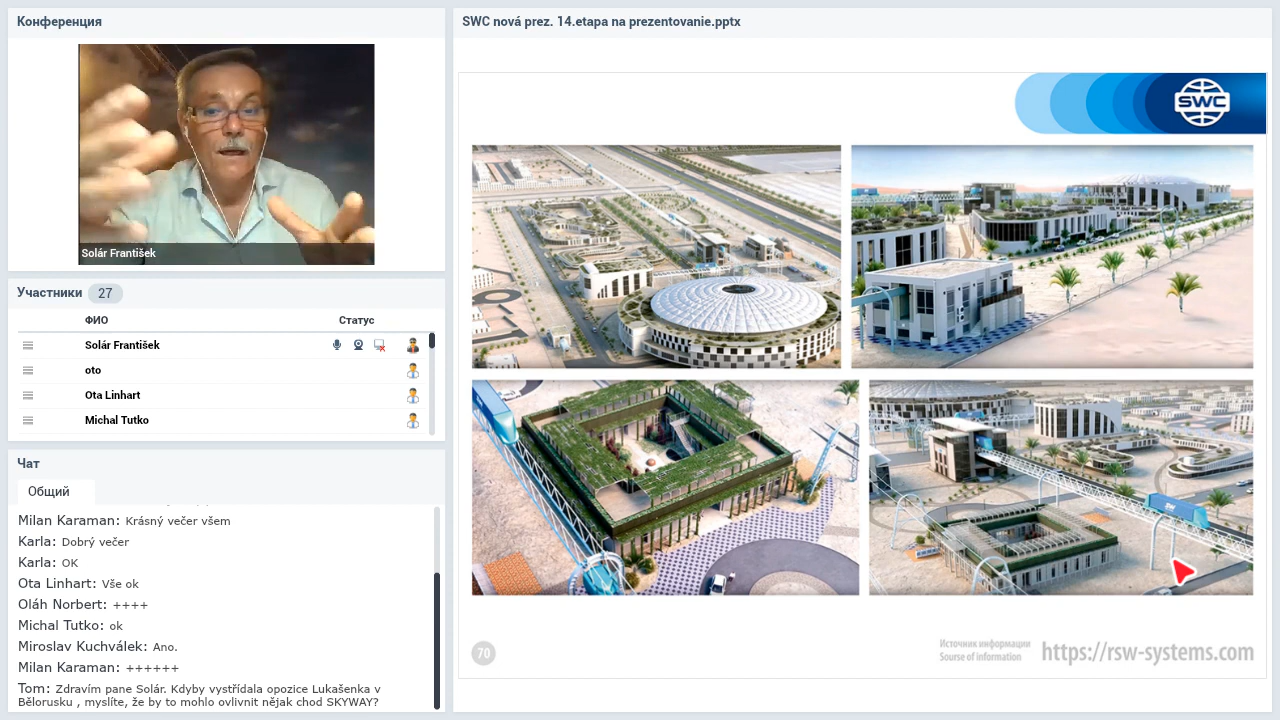 Конференция
Solár František
Участники 27
ФИО Статус
Solár František
oto
Ota Linhart
Michal Tutko
Чат
Общий
Milan Karaman: Krásný večer všem
Karla: Dobrý večer
Karla: OK
Ota Linhart: Vše ok
Oláh Norbert: ++++
Michal Tutko: ok
Miroslav Kuchválek: Ano.
Milan Karaman: ++++++
Tom: Zdravím pane Solár. Kdyby vystřídala opozice Lukašenka v
Bělorusku , myslíte, že by to mohlo ovlivnit nějak chod SKYWAY?
SWC nová prez. 14.etapa na prezentovanie.pptx
SWC
70
Источник информации
Sourse of information
https://rsw-systems.com